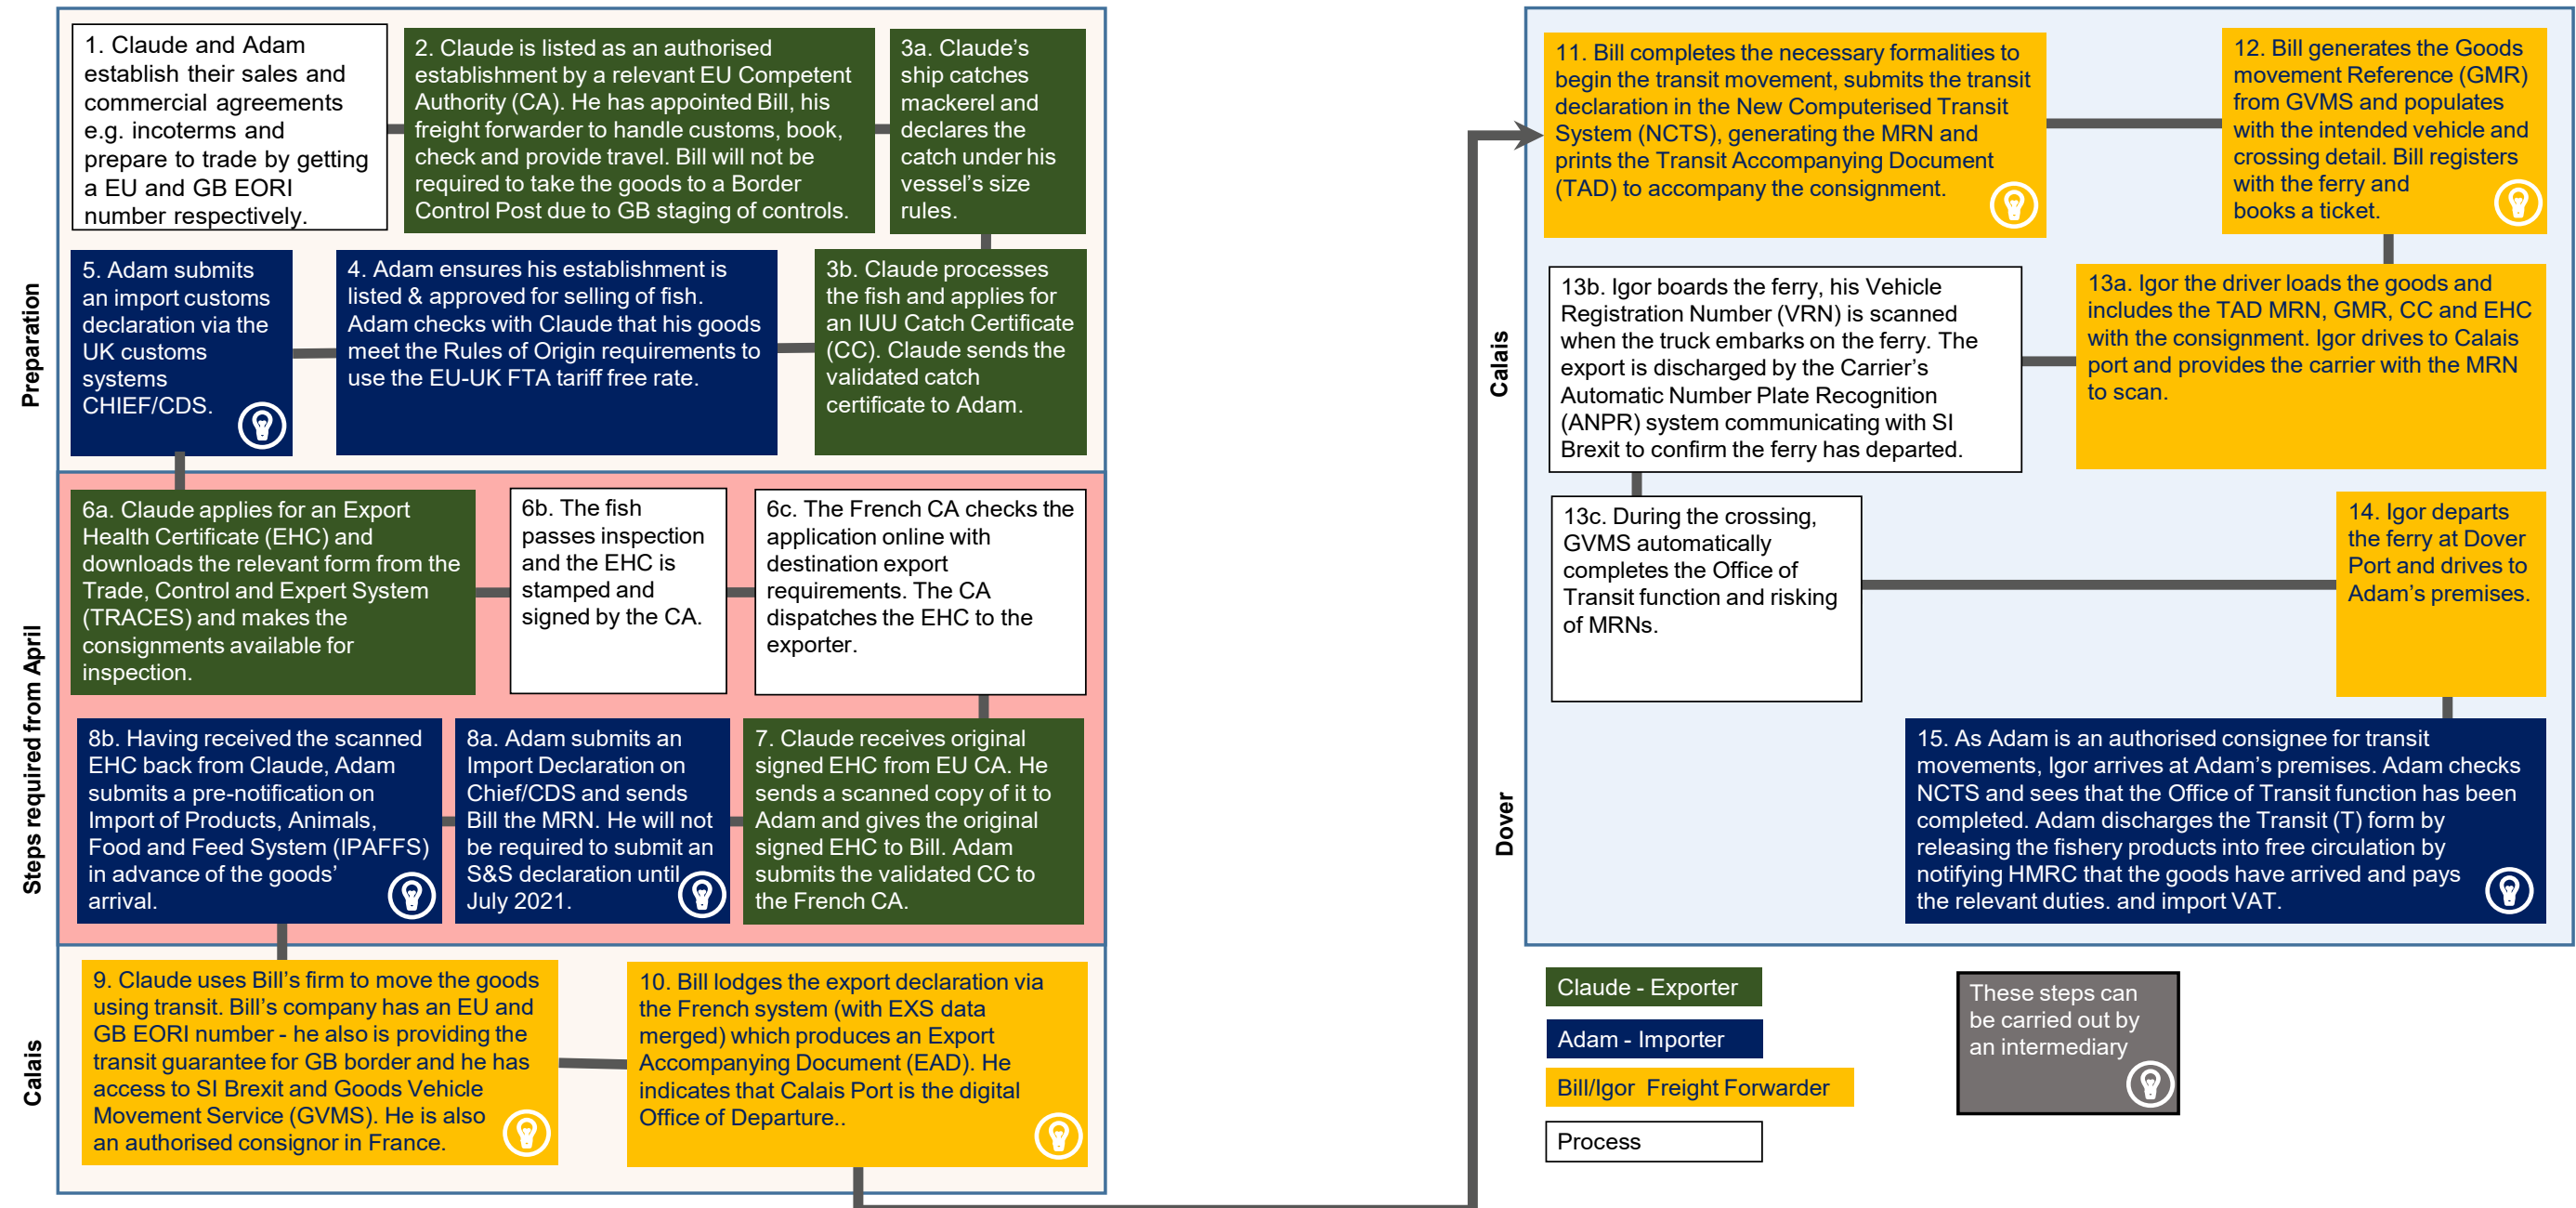 1. Claude and Adam
establish their sales and
commercial agreements
e.g. incoterms and
prepare to trade by getting
a EU and GB EORI
number respectively.
2. Claude is listed as an authorised
establishment by a relevant EU Competent
Authority (CA). He has appointed Bill, his
freight forwarder to handle customs, book,
check and provide travel. Bill will not be
required to take the goods to a Border
Control Post due to GB staging of controls.
3a. Claude's
ship catches
mackerel and
declares the
catch under his
vessel's size
rules.
Preparation
5. Adam submits
an import customs
declaration via the
UK customs
systems
CHIEF/CDS.
4. Adam ensures his establishment is
listed & approved for selling of fish.
Adam checks with Claude that his goods
meet the Rules of Origin requirements to
use the EU-UK FTA tariff free rate.
3b. Claude processes
the fish and applies for
an IUU Catch Certificate
(CC). Claude sends the
validated catch
certificate to Adam.
Steps required from April
6a. Claude applies for an Export
Health Certificate (EHC) and
downloads the relevant form from the
Trade, Control and Expert System
(TRACES) and makes the
consignments available for
inspection.
6b. The fish
passes inspection
and the EHC is
stamped and
signed by the CA.
6c. The French CA checks the
application online with
destination export
requirements. The CA
dispatches the EHC to the
exporter.
8b. Having received the scanned
EHC back from Claude, Adam
submits a pre-notification on
Import of Products, Animals,
Food and Feed System (IPAFFS)
in advance of the goods'
arrival.
8a. Adam submits an
Import Declaration on
Chief/CDS and sends
Bill the MRN. He will not
be required to submit an
S&S declaration until
July 2021.
7. Claude receives original
signed EHC from EU CA. He
sends a scanned copy of it to
Adam and gives the original
signed EHC to Bill. Adam
submits the validated CC to
the French CA.
Calais
9. Claude uses Bill's firm to move the goods
using transit. Bill's company has an EU and
GB EORI number - he also is providing the
transit guarantee for GB border and he has
access to SI Brexit and Goods Vehicle
Movement Service (GVMS). He is also
an authorised consignor in France.
10. Bill lodges the export declaration via
the French system (with EXS data
merged) which produces an Export
Accompanying Document (EAD). He
indicates that Calais Port is the digital
Office of Departure..
11. Bill completes the necessary formalities to
begin the transit movement, submits the transit
declaration in the New Computerised Transit
System (NCTS), generating the MRN and
prints the Transit Accompanying Document
(TAD) to accompany the consignment.
12. Bill generates the Goods
movement Reference (GMR)
from GVMS and populates
with the intended vehicle and
crossing detail. Bill registers
with the ferry and
books a ticket.
Calais
13b. Igor boards the ferry, his Vehicle
Registration Number (VRN) is scanned
when the truck embarks on the ferry. The
export is discharged by the Carrier's
Automatic Number Plate Recognition
(ANPR) system communicating with SI
Brexit to confirm the ferry has departed.
13a. Igor the driver loads the goods and
includes the TAD MRN, GMR, CC and EHC
with the consignment. Igor drives to Calais
port and provides the carrier with the MRN
to scan.
13c. During the crossing,
GVMS automatically
completes the Office of
Transit function and risking
of MRNs.
14. Igor departs
the ferry at Dover
Port and drives to
Adam's premises.
Dover
15. As Adam is an authorised consignee for transit
movements, Igor arrives at Adam's premises. Adam checks
NCTS and sees that the Office of Transit function has been
completed. Adam discharges the Transit (T) form by
releasing the fishery products into free circulation by
notifying HMRC that the goods have arrived and pays
the relevant duties. and import VAT.
Claude - Exporter
Adam - Importer
Bill/Igor Freight Forwarder
Process
These steps can
be carried out by
an intermediary